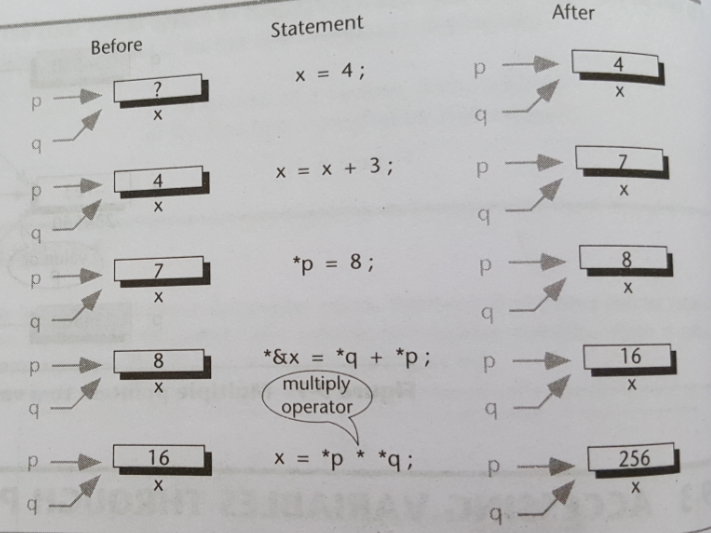 Before Statement After
? x = 4 ; 4
p p
x x
q q
4 x = x + 3 ; 7
p p
x x
q q
7 *p = 8 ; 8
p p
x x
q q
8 *&x = *q + *p ; 16
p p
x x
q q
multiply
operator
16 x = *p * *q ; 256
p p
x x
q q